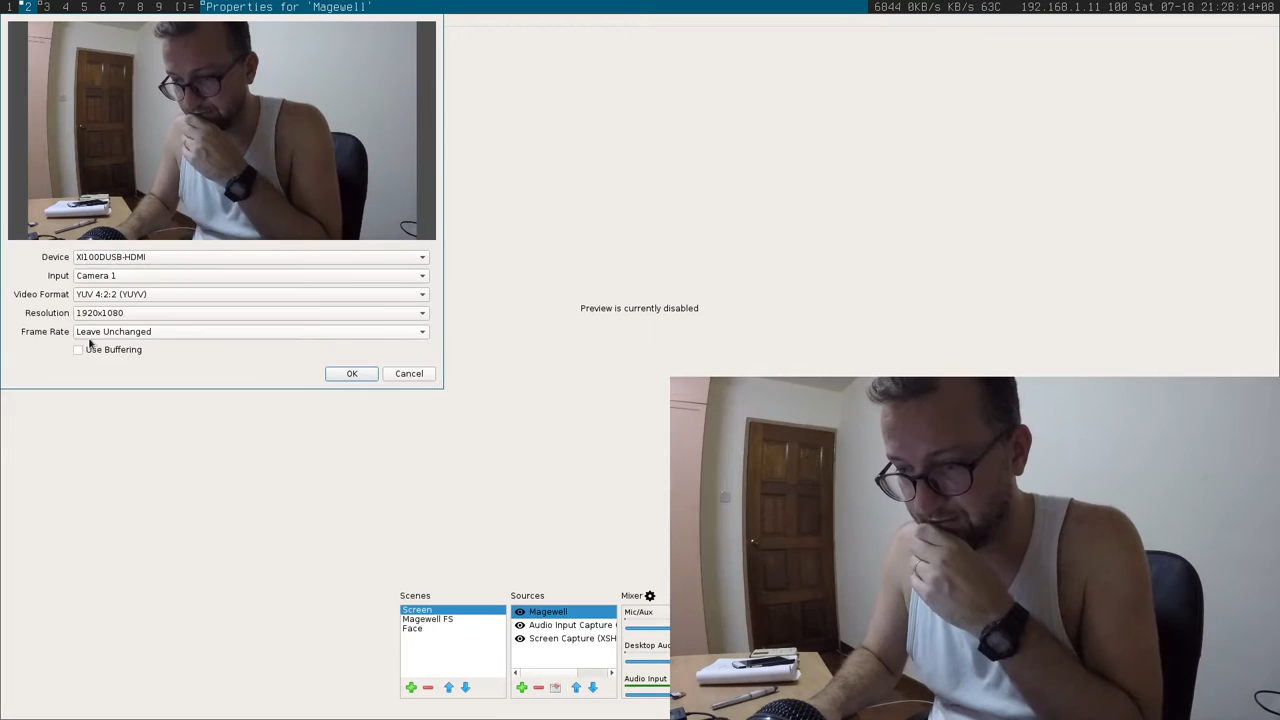 1 2 3 4 5 6 7 8 9 []= Properties for 'Magewell' 6844 0KB/s KB/s 63C 192.168.1.11 100 Sat 07-18 21:28:14+08
Device XI100DUSB-HDMI
Input Camera 1
Video Format YUV 4:2:2 (YUYV)
Resolution 1920x1080
Frame Rate Leave Unchanged
Use Buffering
OK Cancel
Preview is currently disabled
Scenes
Screen
Magewell FS
Face
Sources
Magewell
Audio Input Capture (
Screen Capture (XSH
Mixer
Mic/Aux
Desktop Aud
Audio Input